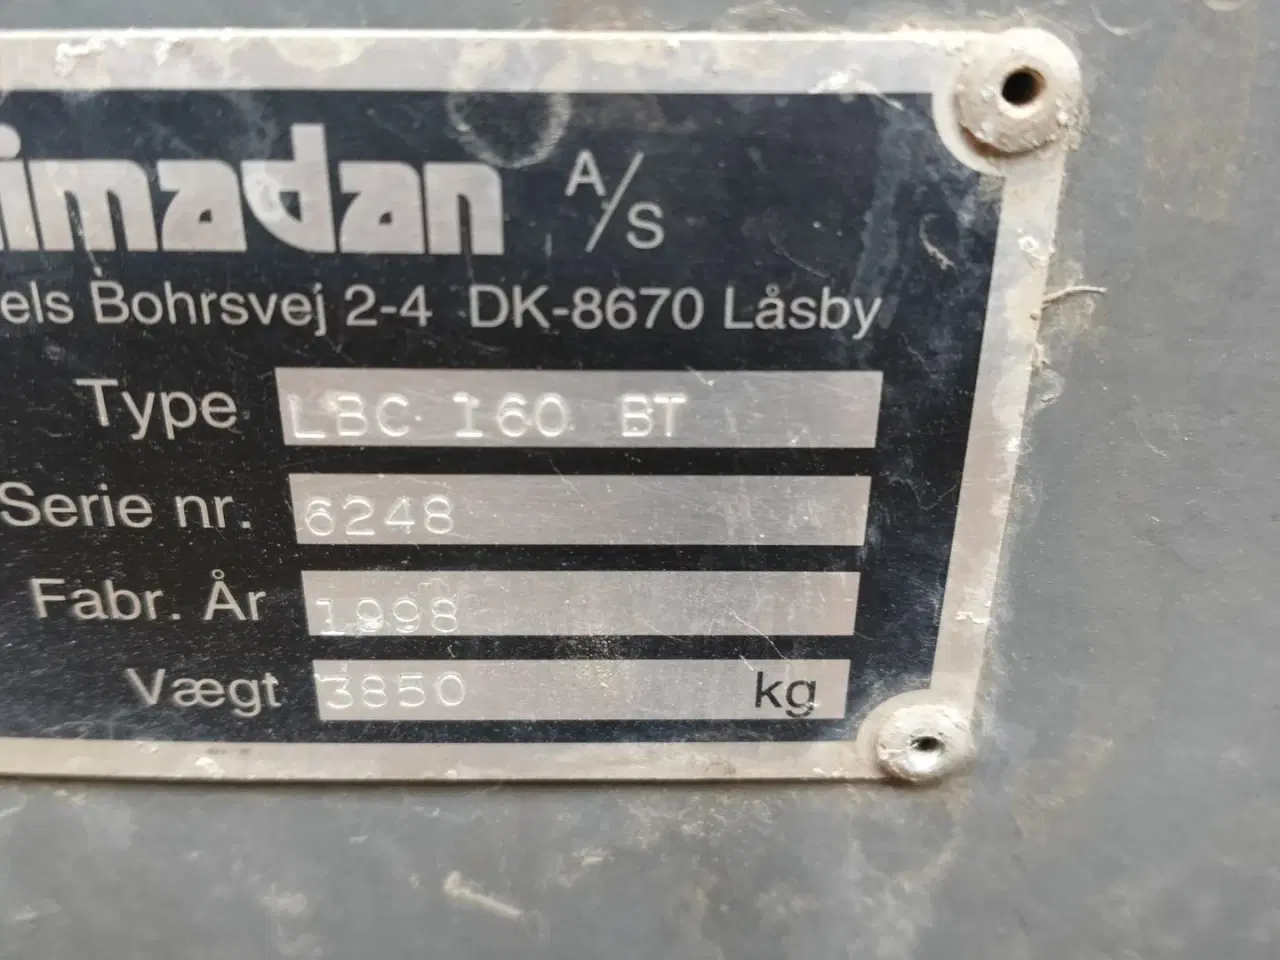 imadan A/S
els Bohrsvej 2-4 DK-8670 Låsby
Type LBC 160 BT
Serie nr. 6248
Fabr. År 1998
Vægt 3850 kg